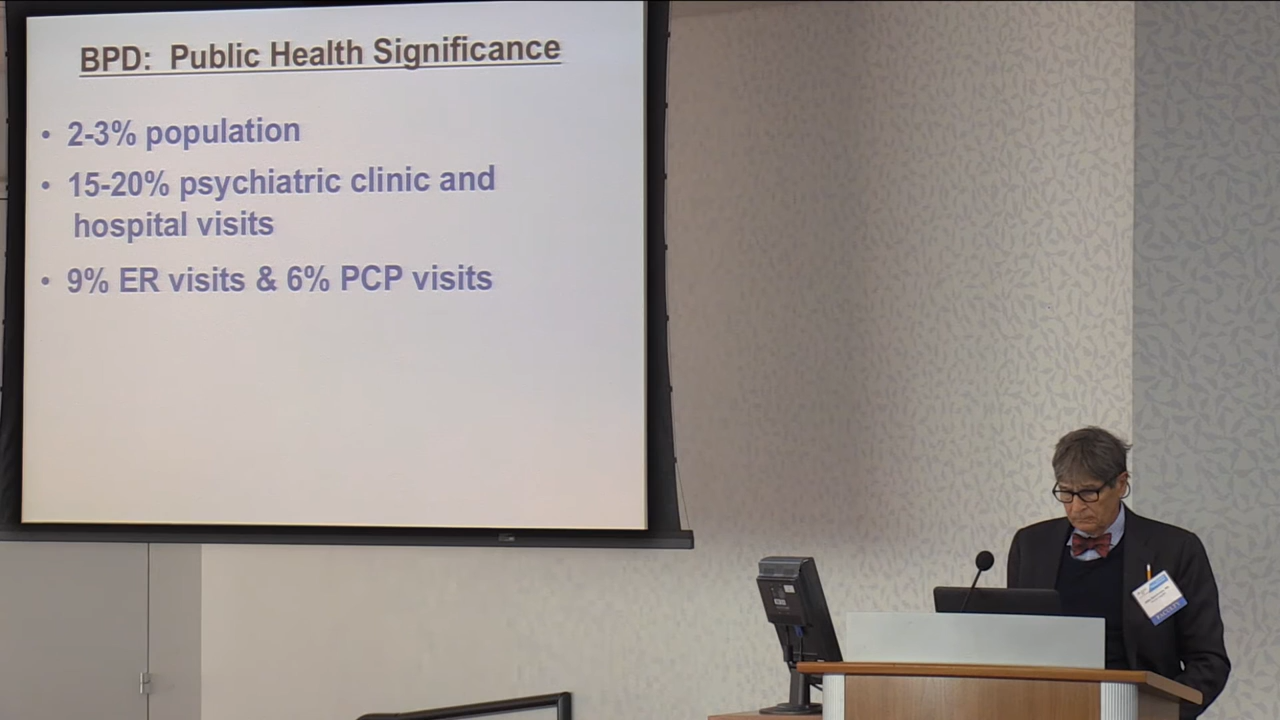 BPD: Public Health Significance
• 2-3% population
• 15-20% psychiatric clinic and
hospital visits
• 9% ER visits & 6% PCP visits